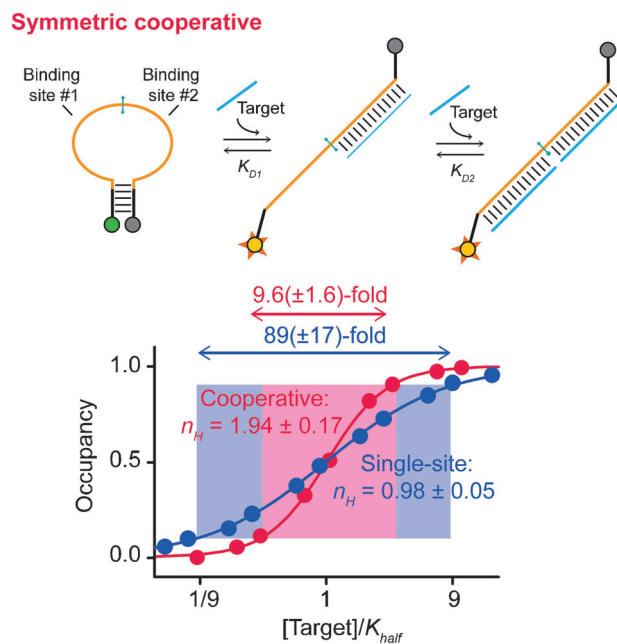 Symmetric cooperative
Binding
site #1
Binding
site #2
Target
K_D1
Target
K_D2
9.6(±1.6)-fold
89(±17)-fold
Occupancy
1.0
0.5
0.0
Cooperative:
n_H = 1.94 ± 0.17
Single-site:
n_H = 0.98 ± 0.05
1/9
1
9
[Target]/K_half